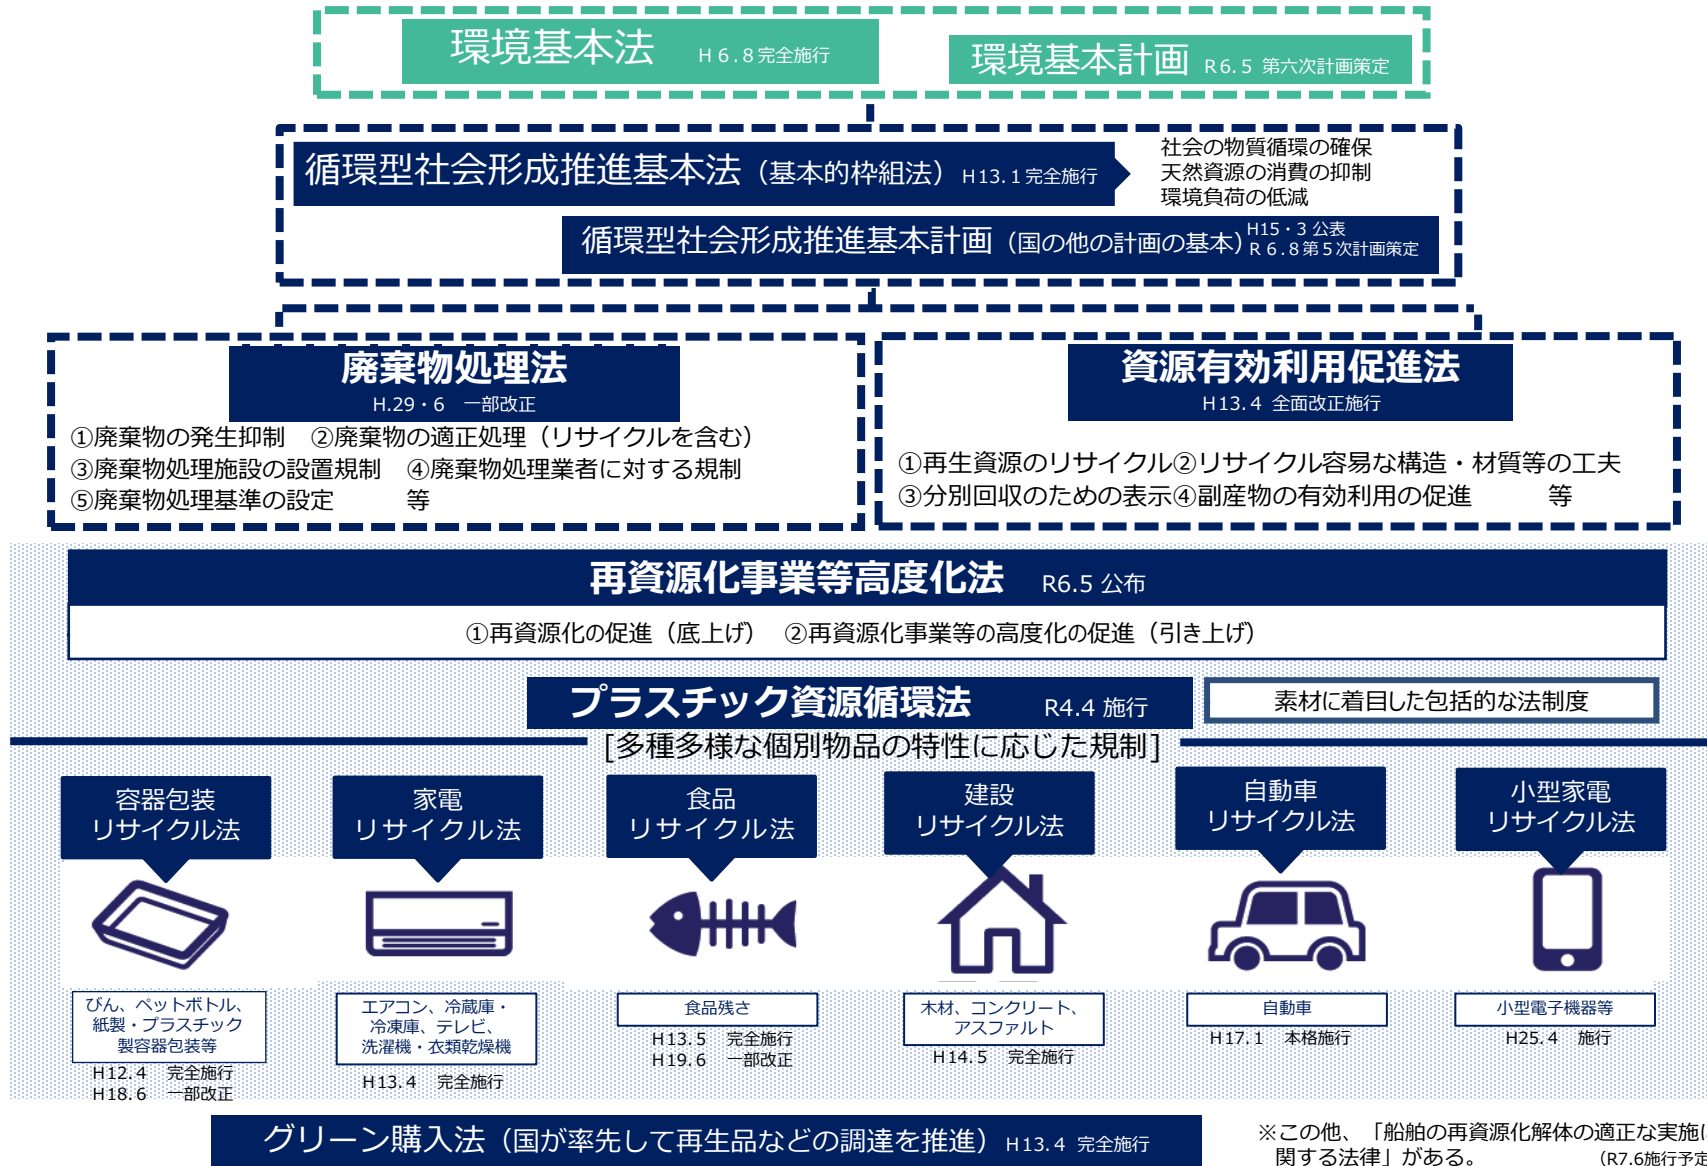 環境基本法 H6.8完全施行
環境基本計画 R6.5 第六次計画策定
循環型社会形成推進基本法（基本的枠組法）H13.1完全施行
社会の物質循環の確保
天然資源の消費の抑制
環境負荷の低減
循環型社会形成推進基本計画（国の他の計画の基本）
H15・3 公表
R6.8第5次計画策定
廃棄物処理法
H.29・6 一部改正
①廃棄物の発生抑制 ②廃棄物の適正処理（リサイクルを含む）
③廃棄物処理施設の設置規制 ④廃棄物処理業者に対する規制
⑤廃棄物処理基準の設定 等
資源有効利用促進法
H13.4 全面改正施行
①再生資源のリサイクル②リサイクル容易な構造・材質等の工夫
③分別回収のための表示④副産物の有効利用の促進 等
再資源化事業等高度化法 R6.5 公布
①再資源化の促進（底上げ） ②再資源化事業等の高度化の促進（引き上げ）
プラスチック資源循環法 R4.4 施行
素材に着目した包括的な法制度
[多種多様な個別物品の特性に応じた規制]
容器包装
リサイクル法
びん、ペットボトル、
紙製・プラスチック
製容器包装等
H12.4 完全施行
H18.6 一部改正
家電
リサイクル法
エアコン、冷蔵庫・
冷凍庫、テレビ、
洗濯機・衣類乾燥機
H13.4 完全施行
食品
リサイクル法
食品残さ
H13.5 完全施行
H19.6 一部改正
建設
リサイクル法
木材、コンクリート、
アスファルト
H14.5 完全施行
自動車
リサイクル法
自動車
H17.1 本格施行
小型家電
リサイクル法
小型電子機器等
H25.4 施行
グリーン購入法（国が率先して再生品などの調達を推進）H13.4 完全施行
※この他、「船舶の再資源化解体の適正な実施に
関する法律」がある。 （R7.6施行予定